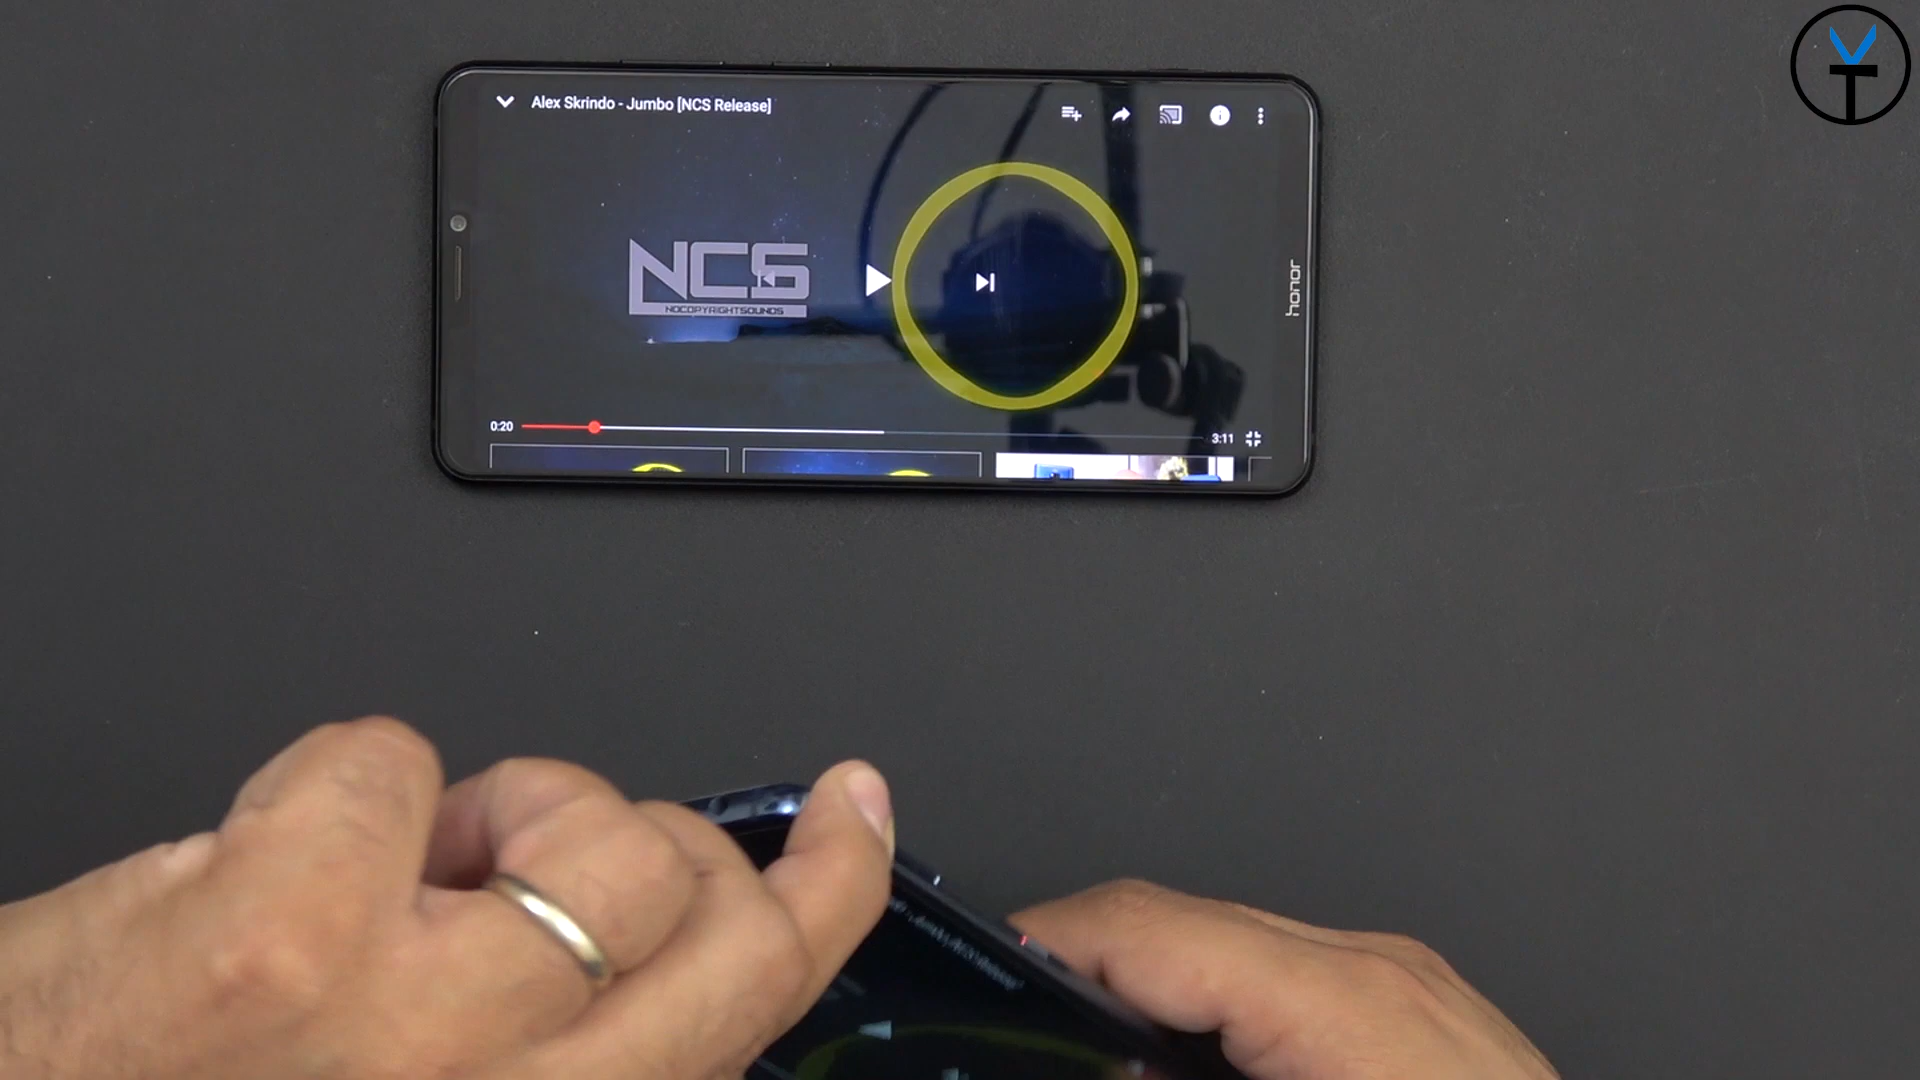 Alex Skrindo - Jumbo [NCS Release]
NCS
NOCOPYRIGHTSOUNDS
honor
0:20
3:11